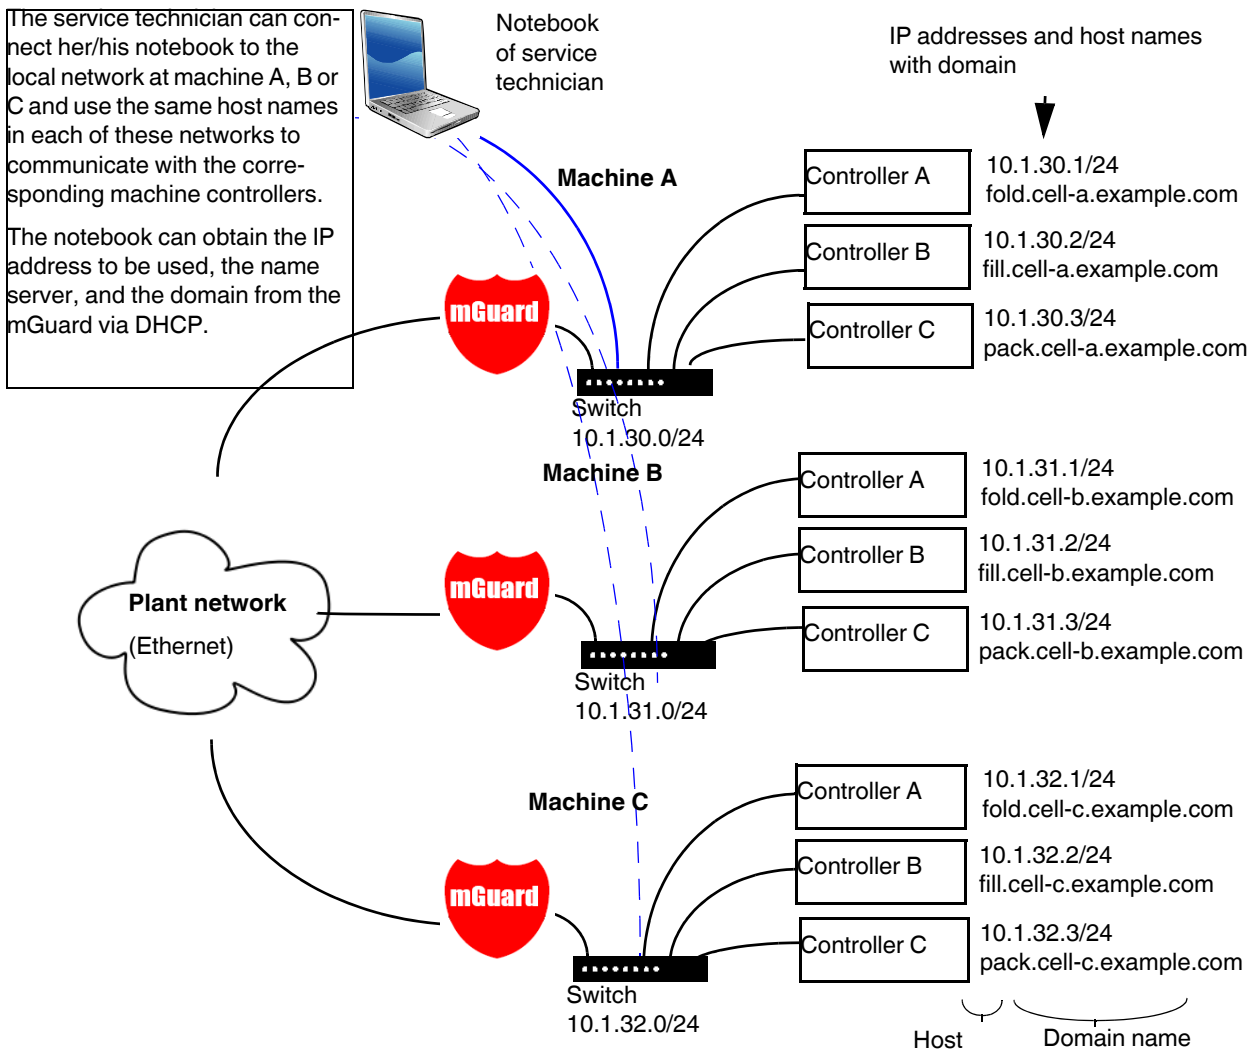 The service technician can con-
nect her/his notebook to the
local network at machine A, B or
C and use the same host names
in each of these networks to
communicate with the corre-
sponding machine controllers.
The notebook can obtain the IP
address to be used, the name
server, and the domain from the
mGuard via DHCP.
Notebook
of service
technician
IP addresses and host names
with domain
Machine A
mGuard
Switch
10.1.30.0/24
Controller A
10.1.30.1/24
fold.cell-a.example.com
Controller B
10.1.30.2/24
fill.cell-a.example.com
Controller C
10.1.30.3/24
pack.cell-a.example.com
Machine B
mGuard
Switch
10.1.31.0/24
Controller A
10.1.31.1/24
fold.cell-b.example.com
Controller B
10.1.31.2/24
fill.cell-b.example.com
Controller C
10.1.31.3/24
pack.cell-b.example.com
Plant network
(Ethernet)
Machine C
mGuard
Switch
10.1.32.0/24
Controller A
10.1.32.1/24
fold.cell-c.example.com
Controller B
10.1.32.2/24
fill.cell-c.example.com
Controller C
10.1.32.3/24
pack.cell-c.example.com
Host
Domain name